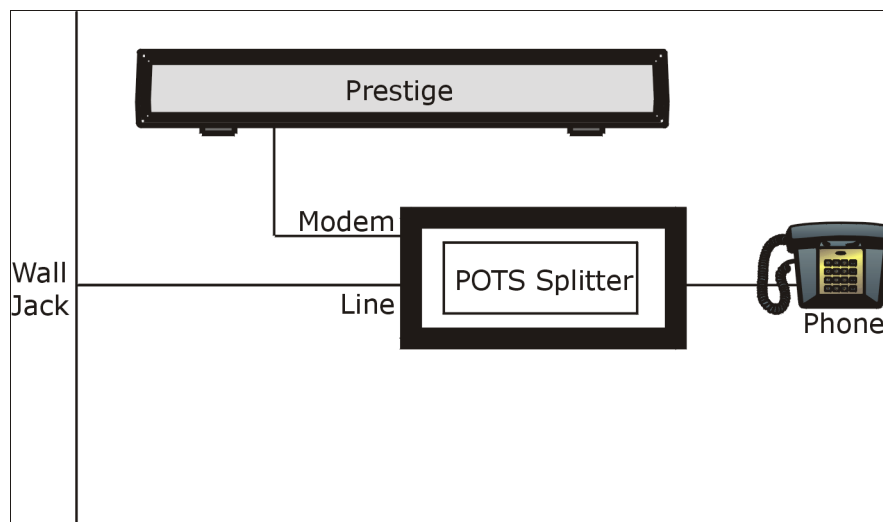 Prestige
Modem
Wall
Jack
Line
POTS Splitter
Phone